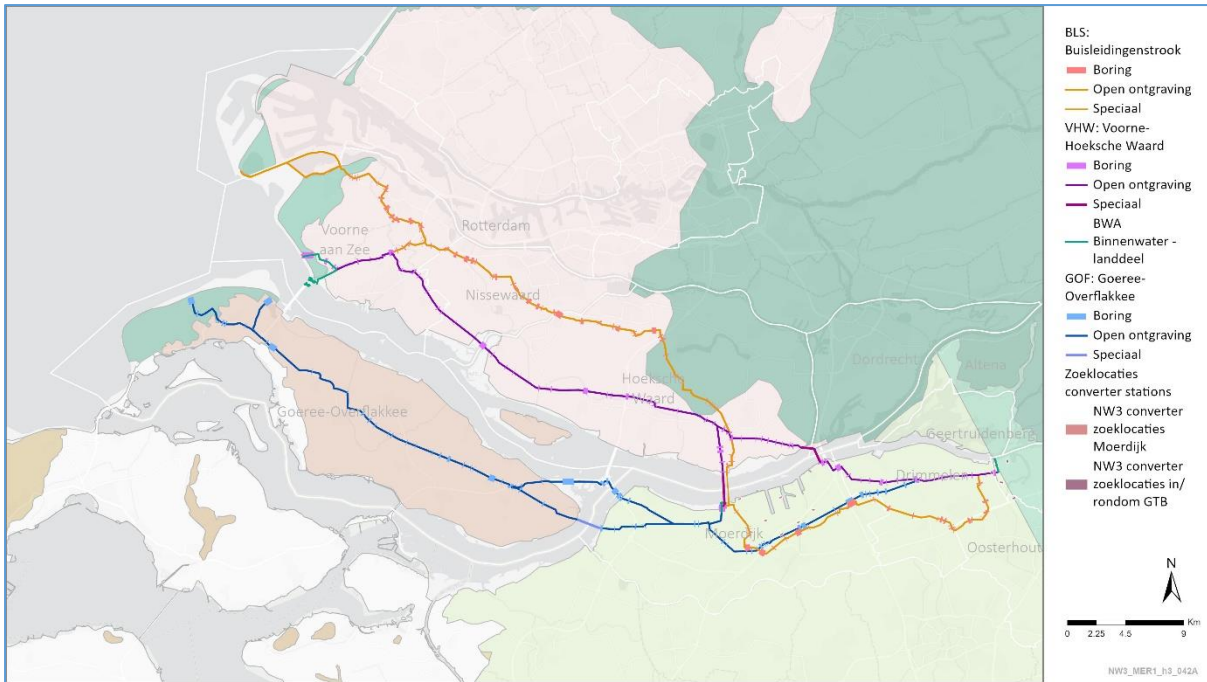 Voorne
aan Zee
Rotterdam
Nissewaard
Hoeksche
Waard
Dordrecht
Altena
Goeree-Overflakkee
Geertruidenberg
Drimmelen
Moerdijk
Oosterhout
BLS:
Buisleidingenstrook
Boring
Open ontgraving
Speciaal
VHW: Voorne-
Hoeksche Waard
Boring
Open ontgraving
Speciaal
BWA
Binnenwater -
landdeel
GOF: Goeree-
Overflakkee
Boring
Open ontgraving
Speciaal
Zoeklocaties
converter stations
NW3 converter
zoeklocaties
Moerdijk
NW3 converter
zoeklocaties in/
rondom GTB
N
Km
0 2.25 4.5 9
NW3_MER1_h3_042A